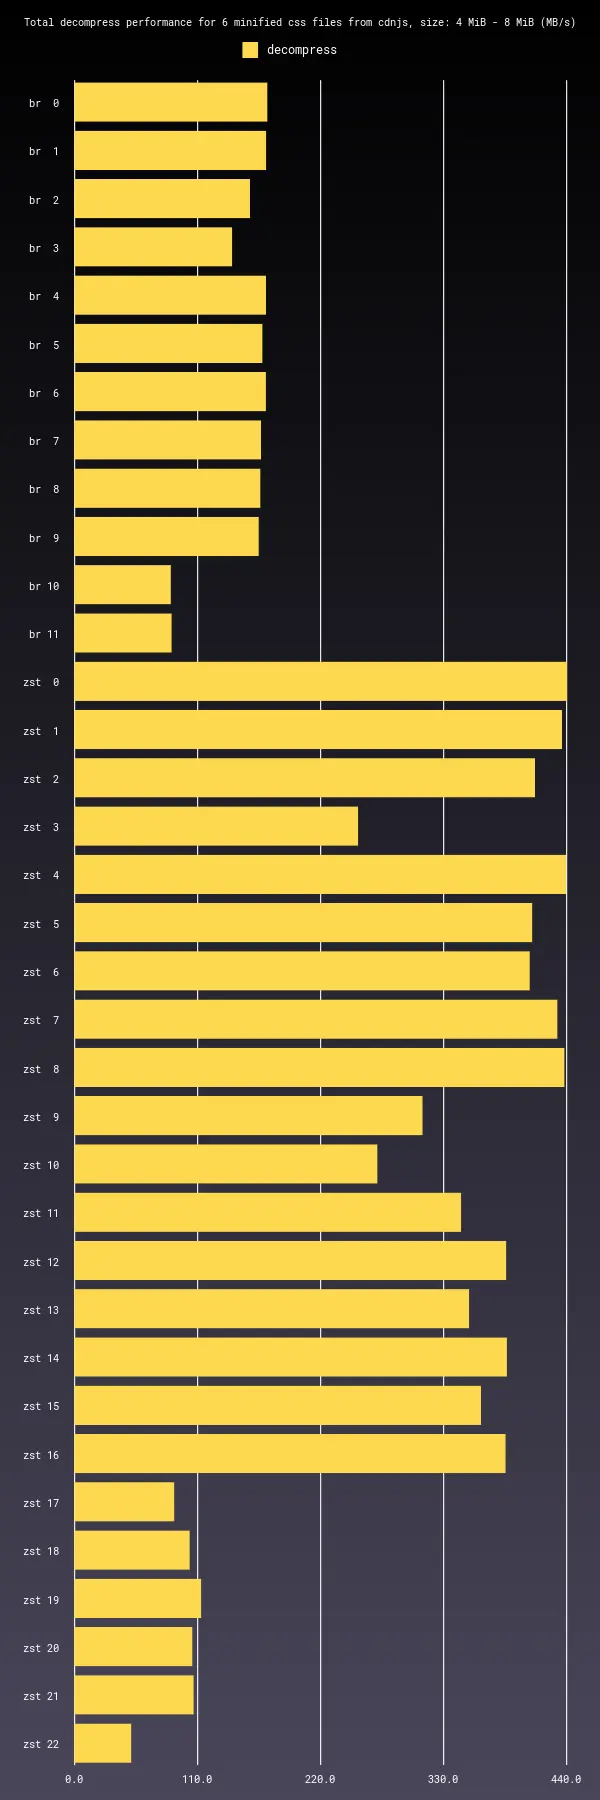 Total decompress performance for 6 minified css files from cdnjs, size: 4 MiB - 8 MiB (MB/s)
decompress
br  0
br  1
br  2
br  3
br  4
br  5
br  6
br  7
br  8
br  9
br 10
br 11
zst  0
zst  1
zst  2
zst  3
zst  4
zst  5
zst  6
zst  7
zst  8
zst  9
zst 10
zst 11
zst 12
zst 13
zst 14
zst 15
zst 16
zst 17
zst 18
zst 19
zst 20
zst 21
zst 22
0.0 110.0 220.0 330.0 440.0